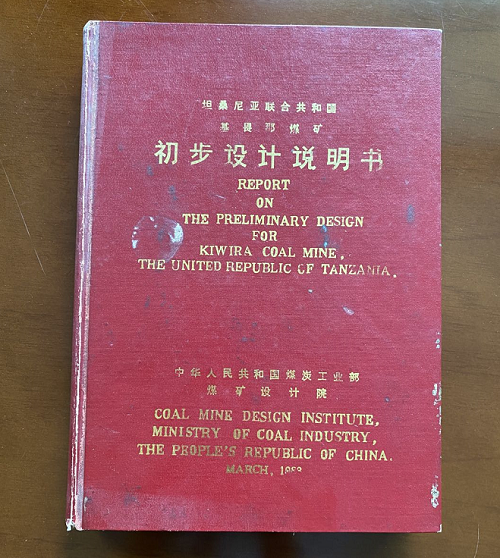 坦桑尼亚联合共和国
基提那煤矿
初步设计说明书
REPORT
ON
THE PRELIMINARY DESIGN
FOR
KIWIRA COAL MINE,
THE UNITED REPUBLIC OF TANZANIA.
中华人民共和国煤炭工业部
煤矿设计院
COAL MINE DESIGN INSTITUTE,
MINISTRY OF COAL INDUSTRY,
THE PEOPLE'S REPUBLIC OF CHINA.
MARCH,